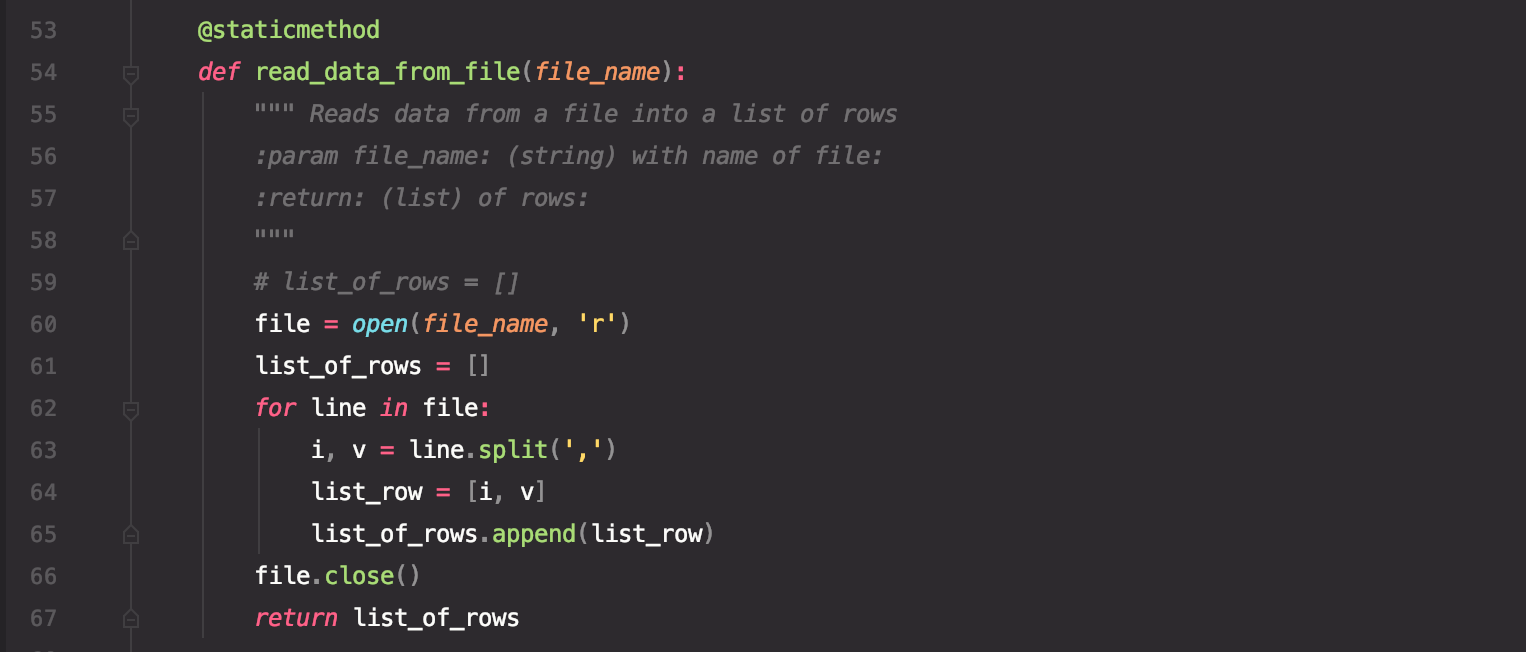 53 @staticmethod
54 def read_data_from_file(file_name):
55 """ Reads data from a file into a list of rows
56 :param file_name: (string) with name of file:
57 :return: (list) of rows:
58 """
59 # list_of_rows = []
60 file = open(file_name, 'r')
61 list_of_rows = []
62 for line in file:
63 i, v = line.split(',')
64 list_row = [i, v]
65 list_of_rows.append(list_row)
66 file.close()
67 return list_of_rows